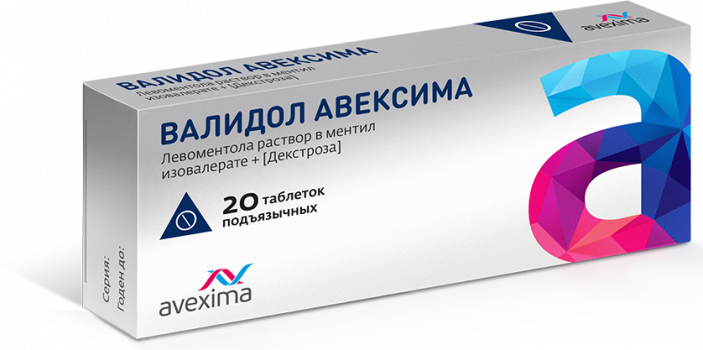 avexima
ВАЛИДОЛ АВЕКСИМА
Левоментола раствор в ментил
изовалерате + [Декстроза]
ВАЛИДОЛ АВЕКСИМА
Левоментола раствор в ментил
изовалерате + [Декстроза]
20 таблеток
подъязычных
avexima
Серия:
Годен до: